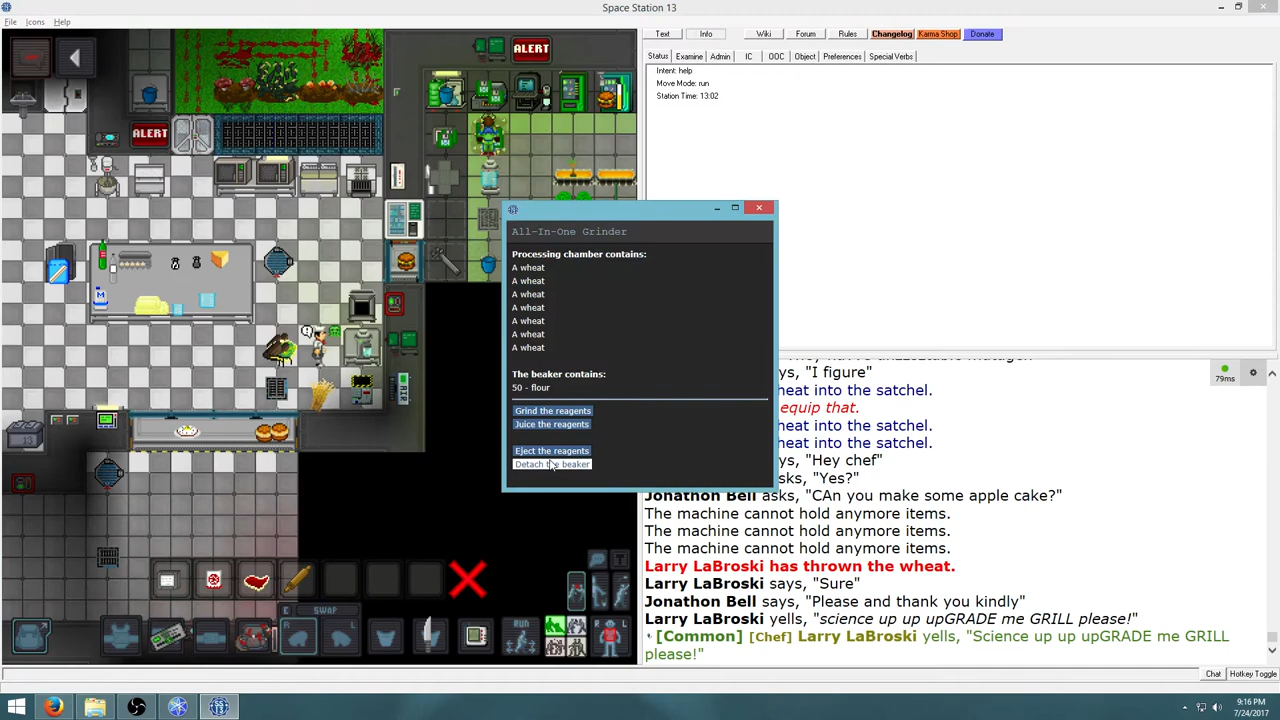 Space Station 13
File Icons Help
Text Info Wiki Forum Rules Changelog Karma Shop Donate
Status Examine Admin IC OOC Object Preferences Special Verbs
Intent: help
Move Mode: run
Station Time: 13:02
ALERT
ALERT
All-In-One Grinder
Processing chamber contains:
A wheat
A wheat
A wheat
A wheat
A wheat
A wheat
A wheat
The beaker contains:
50 - flour
Grind the reagents
Juice the reagents
Eject the reagents
Detach the beaker
79ms
ys, "I figure"
heat into the satchel.
equip that.
heat into the satchel.
heat into the satchel.
ys, "Hey chef"
sks, "Yes?"
Jonathon Bell asks, "CAn you make some apple cake?"
The machine cannot hold anymore items.
The machine cannot hold anymore items.
The machine cannot hold anymore items.
Larry LaBroski has thrown the wheat.
Larry LaBroski says, "Sure"
Jonathon Bell says, "Please and thank you kindly"
Larry LaBroski yells, "science up up upGRADE me GRILL please!"
[Common] [Chef] Larry LaBroski yells, "Science up up upGRADE me GRILL
please!"
13
E SWAP
R L
RUN
R L
Chat Hotkey Toggle
9:16 PM
7/24/2017